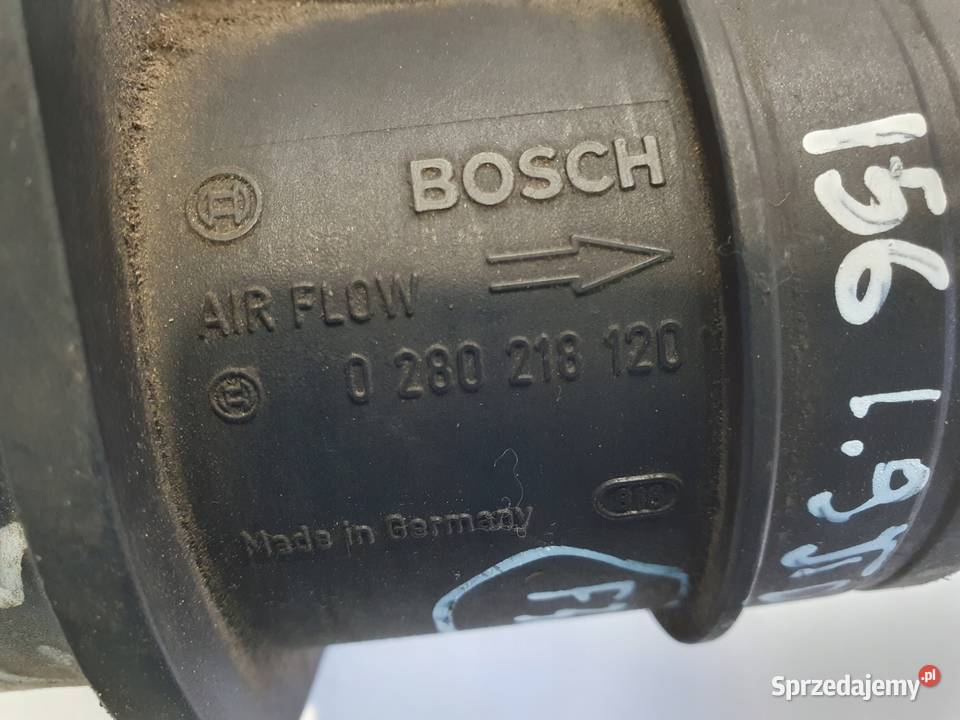 BOSCH
AIR FLOW
0 280 218 120
Made in Germany
156 1.9
Sprzedajemy.pl